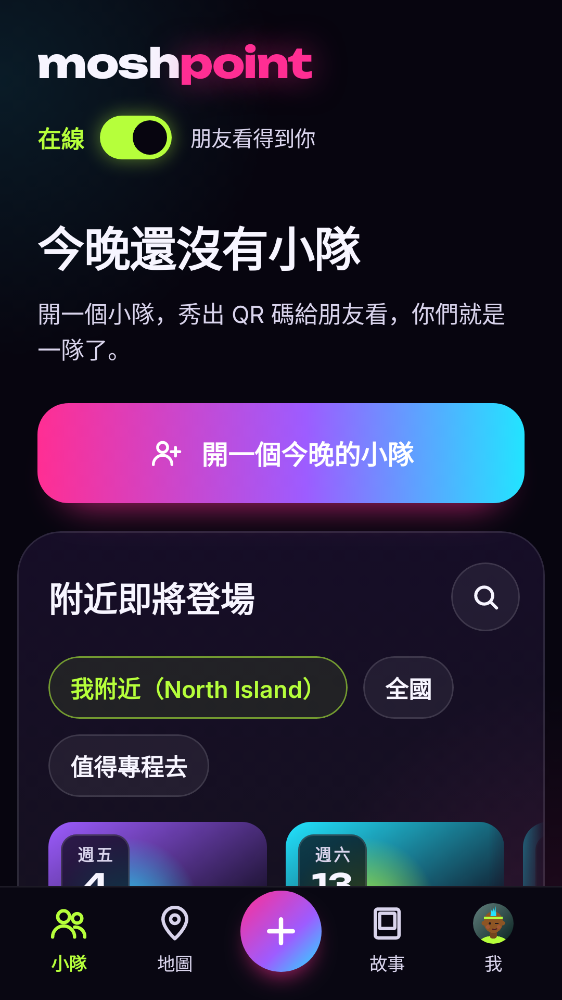 moshpoint
在線 朋友看得到你
今晚還沒有小隊
開一個小隊，秀出 QR 碼給朋友看，你們就是
一隊了。
開一個今晚的小隊
附近即將登場
我附近（North Island） 全國
值得專程去
週五 週六
4 13
小隊 地圖 故事 我